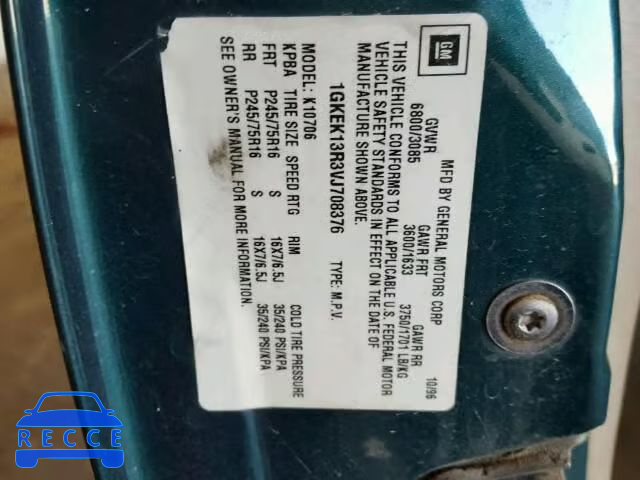 GM
MFD BY GENERAL MOTORS CORP 10/96
GVWR GAWR FRT GAWR RR
6800/3085 3600/1633 3750/1701 LB/KG
THIS VEHICLE CONFORMS TO ALL APPLICABLE U.S. FEDERAL MOTOR
VEHICLE SAFETY STANDARDS IN EFFECT ON THE DATE OF
MANUFACTURE SHOWN ABOVE.
1GKEK13R3VJ708376 TYPE: M.P.V.
MODEL: K10706
KPBA TIRE SIZE SPEED RTG RIM COLD TIRE PRESSURE
FRT P245/75R16 S 16X7/6.5J 35/240 PSI/KPA
RR P245/75R16 S 16X7/6.5J 35/240 PSI/KPA
SEE OWNER'S MANUAL FOR MORE INFORMATION.
RECCE